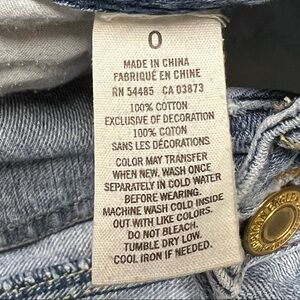 0
MADE IN CHINA
FABRIQUÉ EN CHINE
RN 54485 CA 03873
100% COTTON
EXCLUSIVE OF DECORATION
100% COTON
SANS LES DÉCORATIONS
COLOR MAY TRANSFER
WHEN NEW. WASH ONCE
SEPARATELY IN COLD WATER
BEFORE WEARING.
MACHINE WASH COLD INSIDE
OUT WITH LIKE COLORS.
DO NOT BLEACH.
TUMBLE DRY LOW.
COOL IRON IF NEEDED.